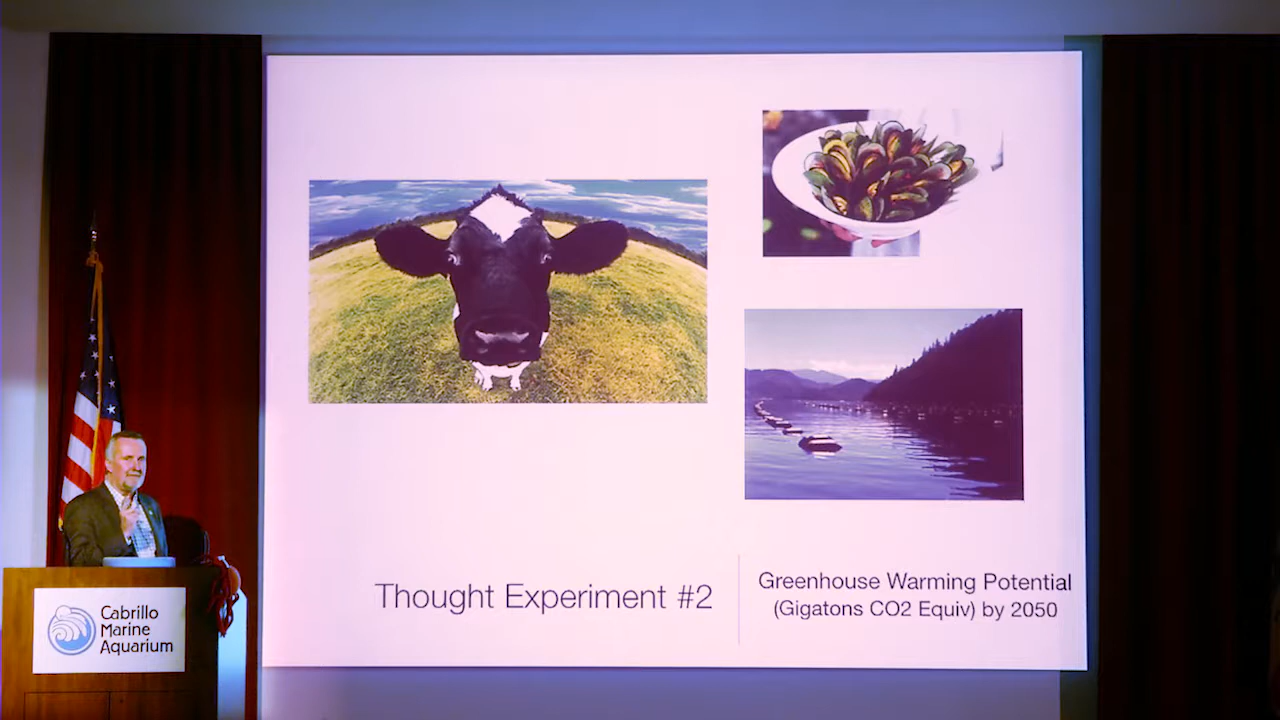 Thought Experiment #2
Greenhouse Warming Potential
(Gigatons CO2 Equiv) by 2050
Cabrillo
Marine
Aquarium